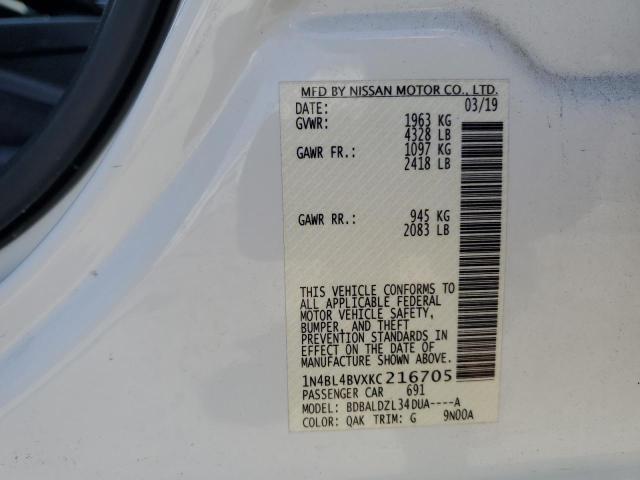 MFD BY NISSAN MOTOR CO., LTD.
DATE: 03/19
GVWR: 1963 KG
4328 LB
GAWR FR.: 1097 KG
2418 LB
GAWR RR.: 945 KG
2083 LB
THIS VEHICLE CONFORMS TO
ALL APPLICABLE FEDERAL
MOTOR VEHICLE SAFETY,
BUMPER, AND THEFT
PREVENTION STANDARDS IN
EFFECT ON THE DATE OF
MANUFACTURE SHOWN ABOVE.
1N4BL4BVXKC216705
PASSENGER CAR 691
MODEL: BDBALDZL34DUA----A
COLOR: QAK TRIM: G 9N00A